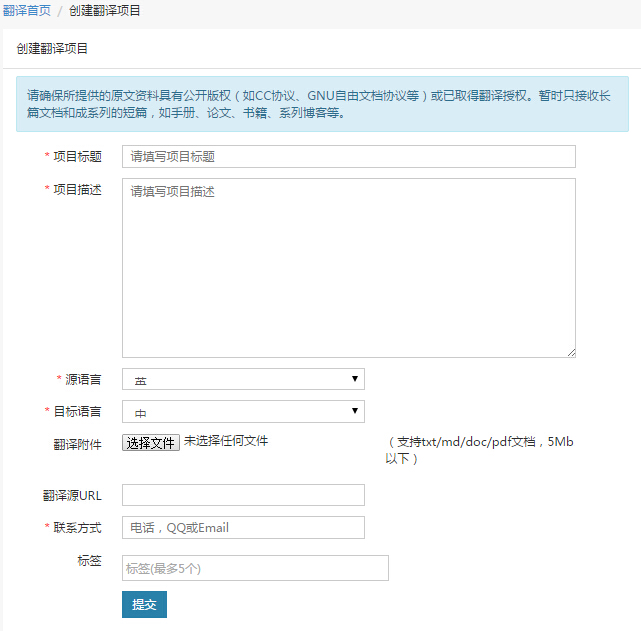 翻译首页 / 创建翻译项目
创建翻译项目
请确保所提供的原文资料具有公开版权（如CC协议、GNU自由文档协议等）或已取得翻译授权。暂时只接收长
篇文档和成系列的短篇，如手册、论文、书籍、系列博客等。
* 项目标题 请填写项目标题
* 项目描述 请填写项目描述
* 源语言 英
* 目标语言 中
翻译附件 选择文件 未选择任何文件 （支持txt/md/doc/pdf文档，5Mb
以下）
翻译源URL
* 联系方式 电话，QQ或Email
标签 标签(最多5个)
提交